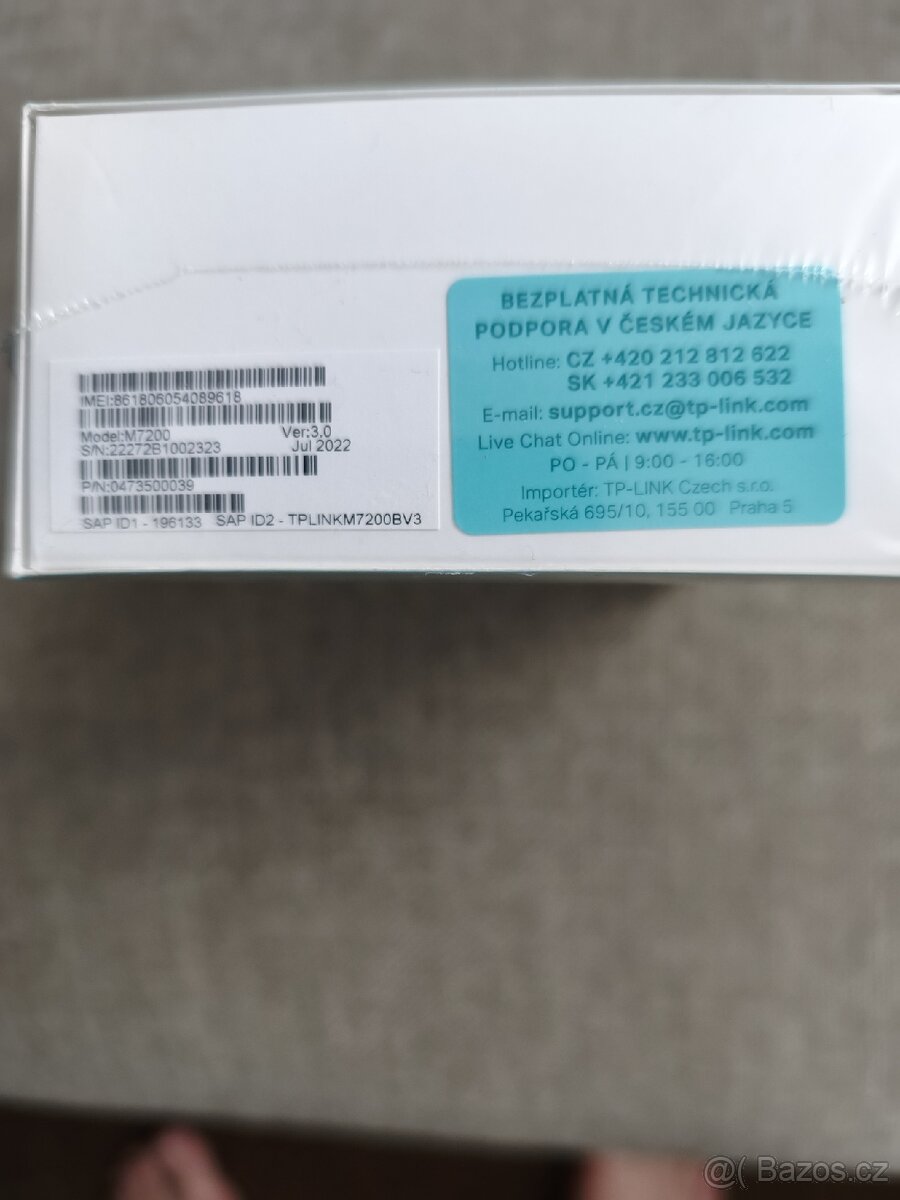 IMEI:861806054089618
Model:M7200 Ver:3.0
S/N:22272B1002323 Jul 2022
P/N:0473500039
SAP ID1 - 196133 SAP ID2 - TPLINKM7200BV3
BEZPLATNÁ TECHNICKÁ
PODPORA V ČESKÉM JAZYCE
Hotline: CZ +420 212 812 622
SK +421 233 006 532
E-mail: support.cz@tp-link.com
Live Chat Online: www.tp-link.com
PO - PÁ | 9:00 - 16:00
Importér: TP-LINK Czech s.r.o.
Pekařská 695/10, 155 00 Praha 5
@( Bazos.cz